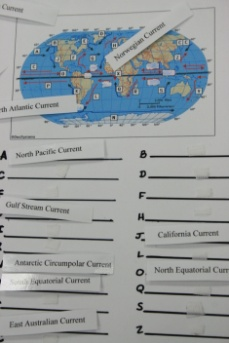 Current
Norwegian Current
th Atlantic Current
A North Pacific Current
B
C
D
F
Gulf Stream Current
H
I
J. California Current
L
Antarctic Circumpolar Current
O. North Equatorial Curr
Equatorial Current
Q
S
East Australian Current
Z